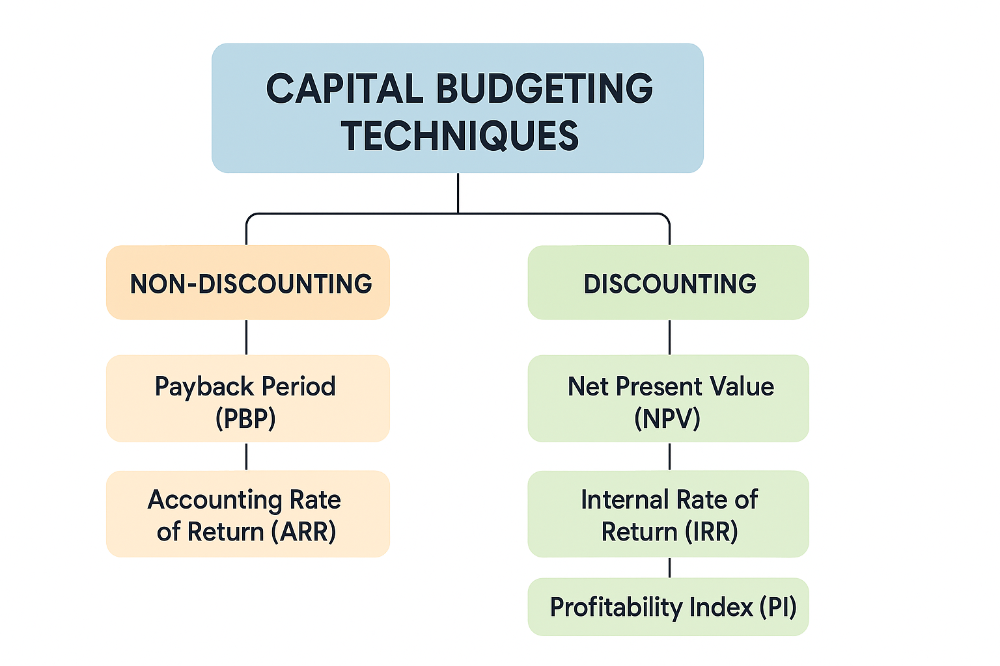 CAPITAL BUDGETING
TECHNIQUES
NON-DISCOUNTING
Payback Period
(PBP)
Accounting Rate
of Return (ARR)
DISCOUNTING
Net Present Value
(NPV)
Internal Rate of
Return (IRR)
Profitability Index (PI)